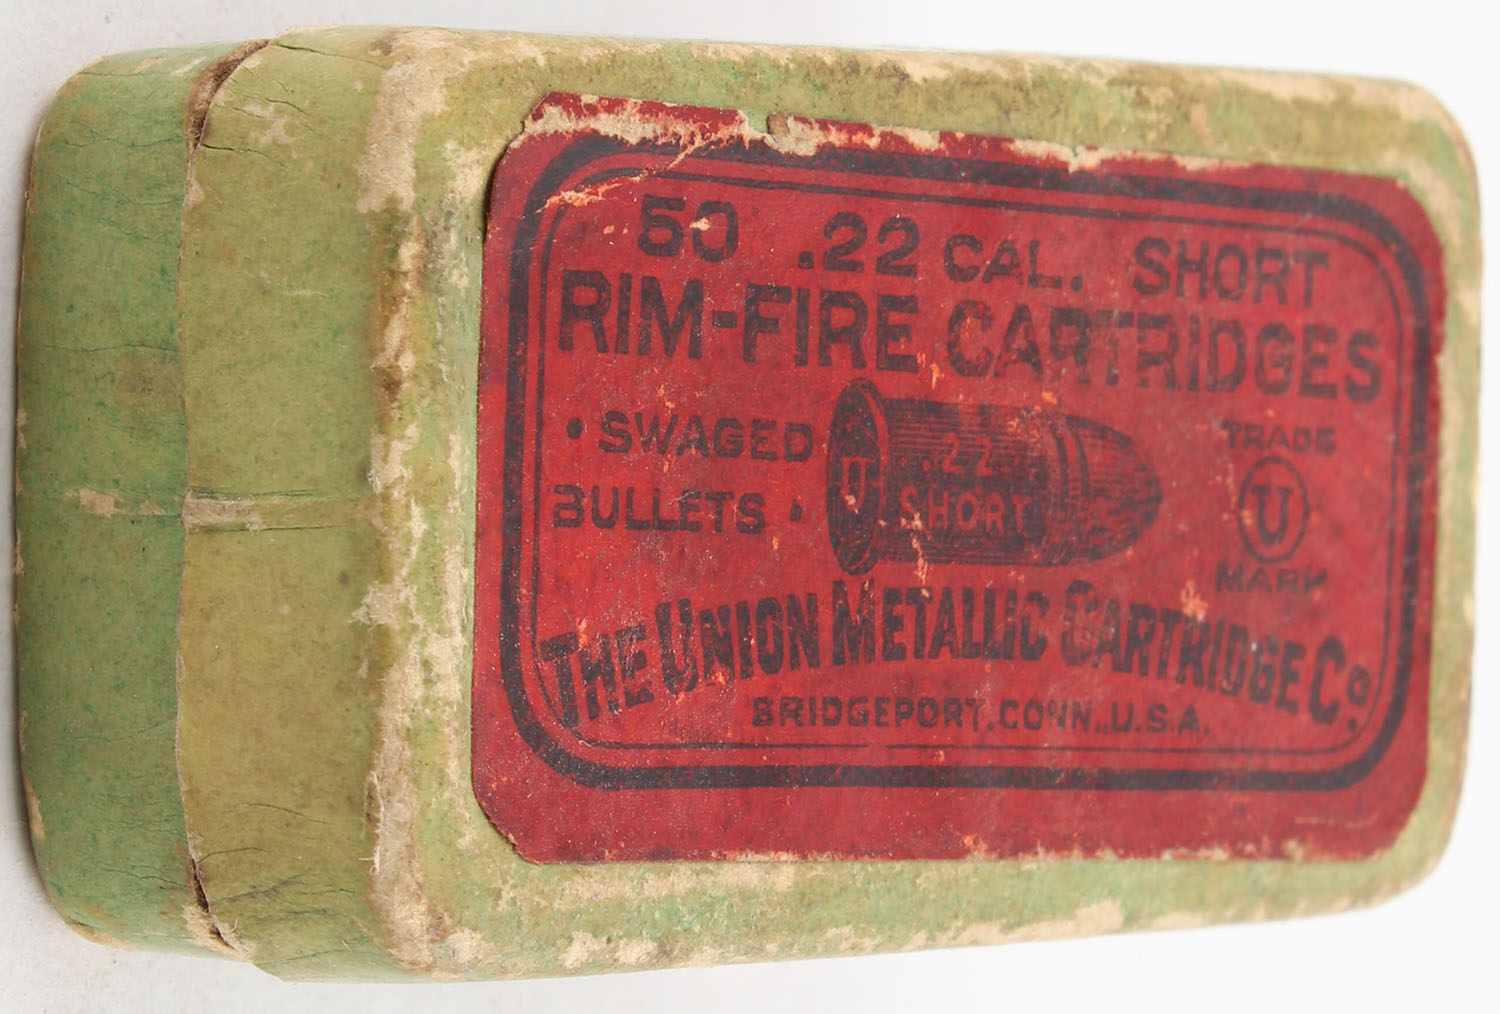 50 .22 CAL. SHORT
RIM-FIRE CARTRIDGES
• SWAGED
BULLETS •
U
.22
SHORT
TRADE
U
MARK
THE UNION METALLIC CARTRIDGE Co.
BRIDGEPORT, CONN., U.S.A.